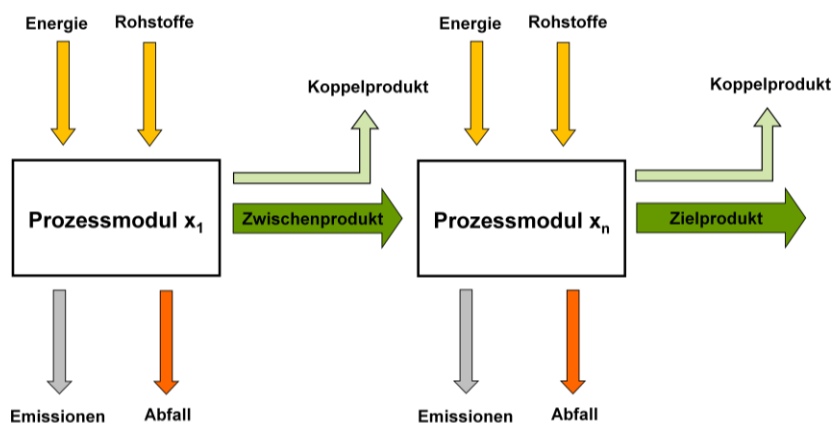 Energie Rohstoffe
Koppelprodukt
Prozessmodul x₁
Zwischenprodukt
Emissionen Abfall
Energie Rohstoffe
Koppelprodukt
Prozessmodul xₙ
Zielprodukt
Emissionen Abfall